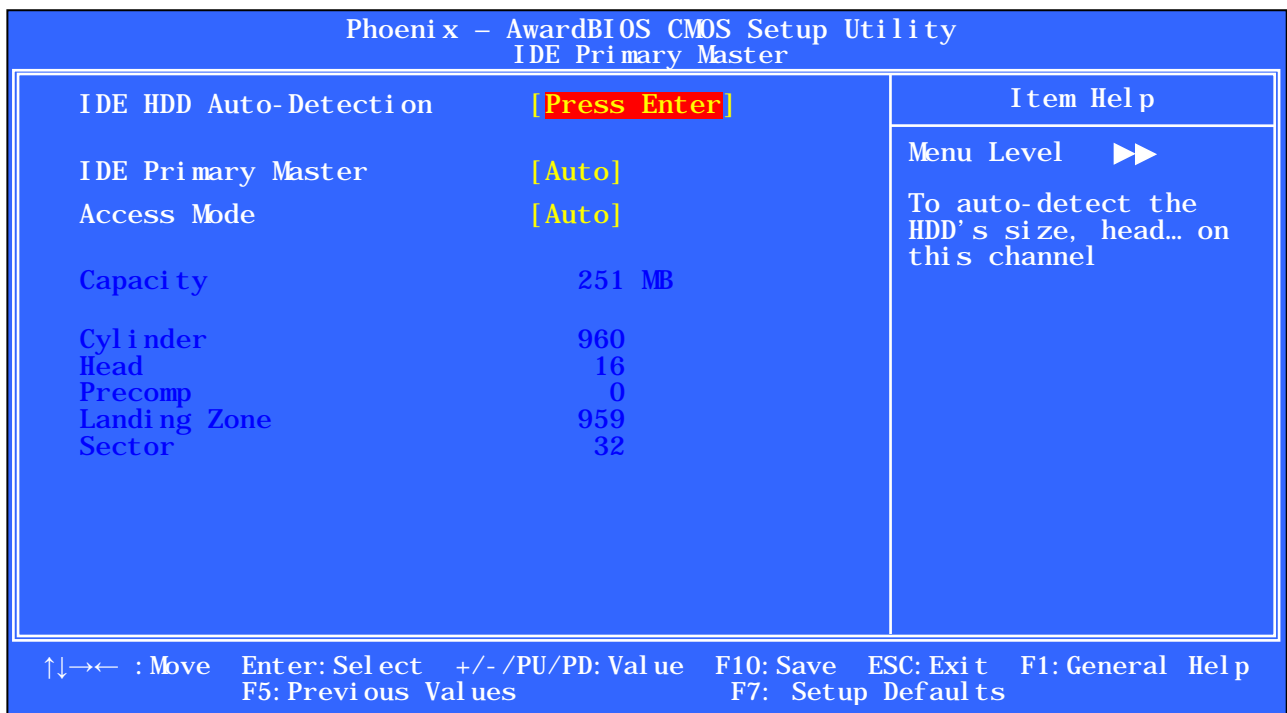 Phoenix – AwardBIOS CMOS Setup Utility
IDE Primary Master
IDE HDD Auto-Detection [Press Enter]
IDE Primary Master [Auto]
Access Mode [Auto]
Capacity 251 MB
Cylinder 960
Head 16
Precomp 0
Landing Zone 959
Sector 32
Item Help
Menu Level ▶▶
To auto-detect the
HDD's size, head… on
this channel
↑↓→← :Move Enter:Select +/-/PU/PD:Value F10:Save ESC:Exit F1:General Help
F5:Previous Values F7: Setup Defaults